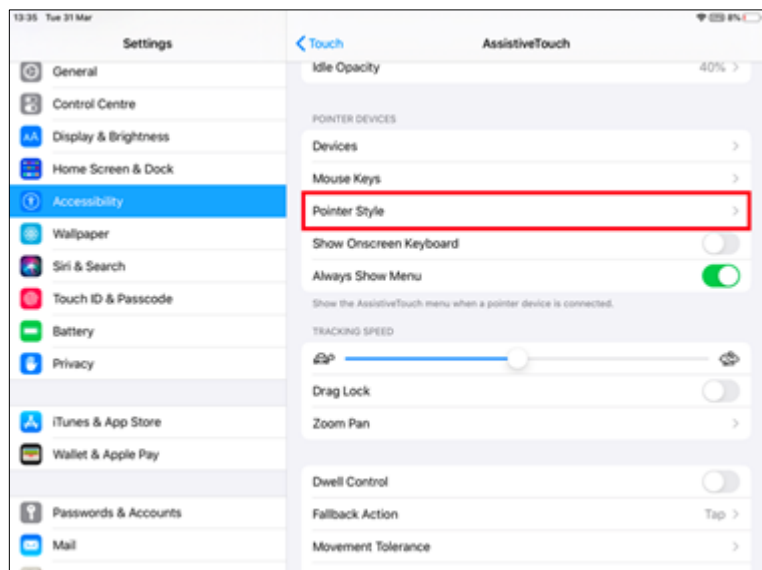 13:35 Tue 31 Mar
8%
Settings
General
Control Centre
Display & Brightness
Home Screen & Dock
Accessibility
Wallpaper
Siri & Search
Touch ID & Passcode
Battery
Privacy
iTunes & App Store
Wallet & Apple Pay
Passwords & Accounts
Mail
Touch
AssistiveTouch
Idle Opacity 40%
POINTER DEVICES
Devices
Mouse Keys
Pointer Style
Show Onscreen Keyboard
Always Show Menu
Show the AssistiveTouch menu when a pointer device is connected.
TRACKING SPEED
Drag Lock
Zoom Pan
Dwell Control
Fallback Action Tap
Movement Tolerance